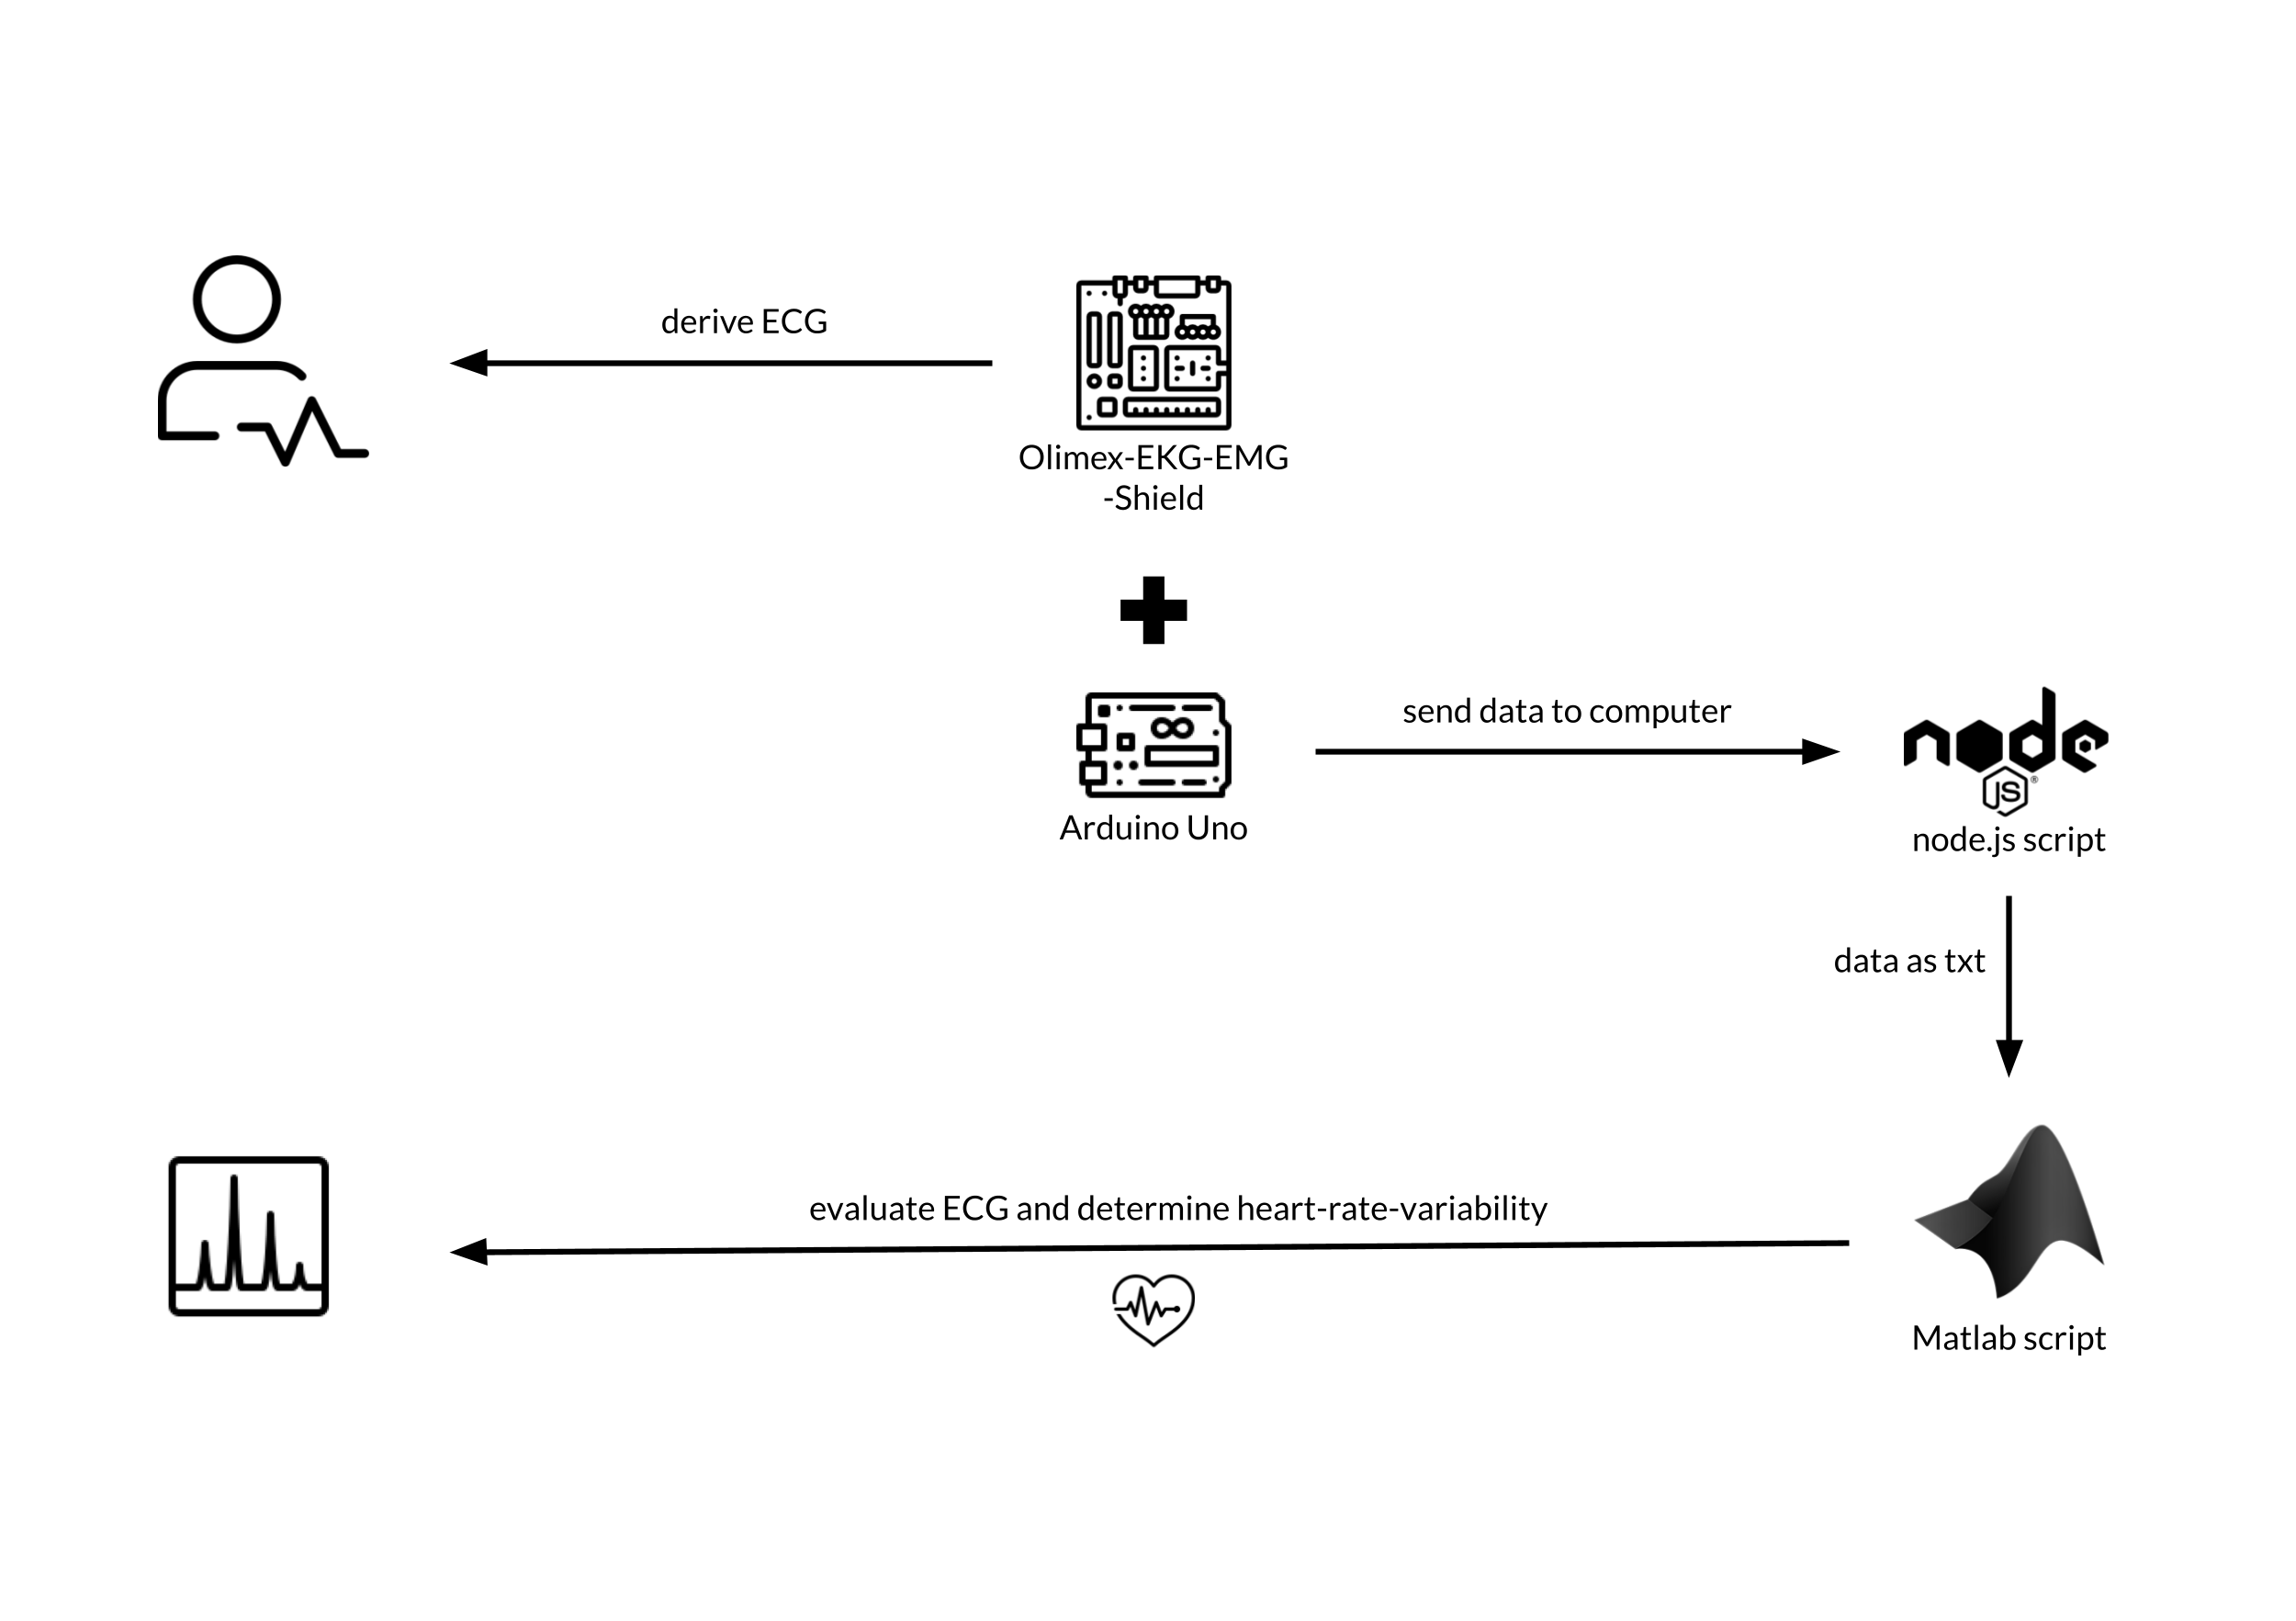 derive ECG
Olimex-EKG-EMG
-Shield
send data to computer
node
JS ®
Arduino Uno
node.js script
data as txt
evaluate ECG and determine heart-rate-variability
Matlab script